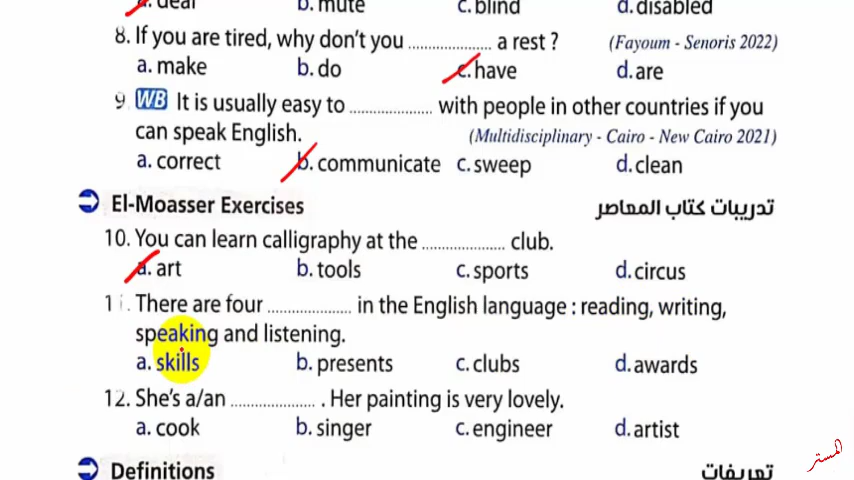 a. deaf b. mute c. blind d. disabled
8. If you are tired, why don't you .................... a rest ? (Fayoum - Senoris 2022)
a. make b. do c. have d. are
9. WB It is usually easy to .................... with people in other countries if you
can speak English. (Multidisciplinary - Cairo - New Cairo 2021)
a. correct b. communicate c. sweep d. clean
El-Moasser Exercises تدريبات كتاب المعاصر
10. You can learn calligraphy at the .................... club.
a. art b. tools c. sports d. circus
11. There are four .................... in the English language : reading, writing,
speaking and listening.
a. skills b. presents c. clubs d. awards
12. She's a/an .................... . Her painting is very lovely.
a. cook b. singer c. engineer d. artist
المستر
Definitions تعريفات